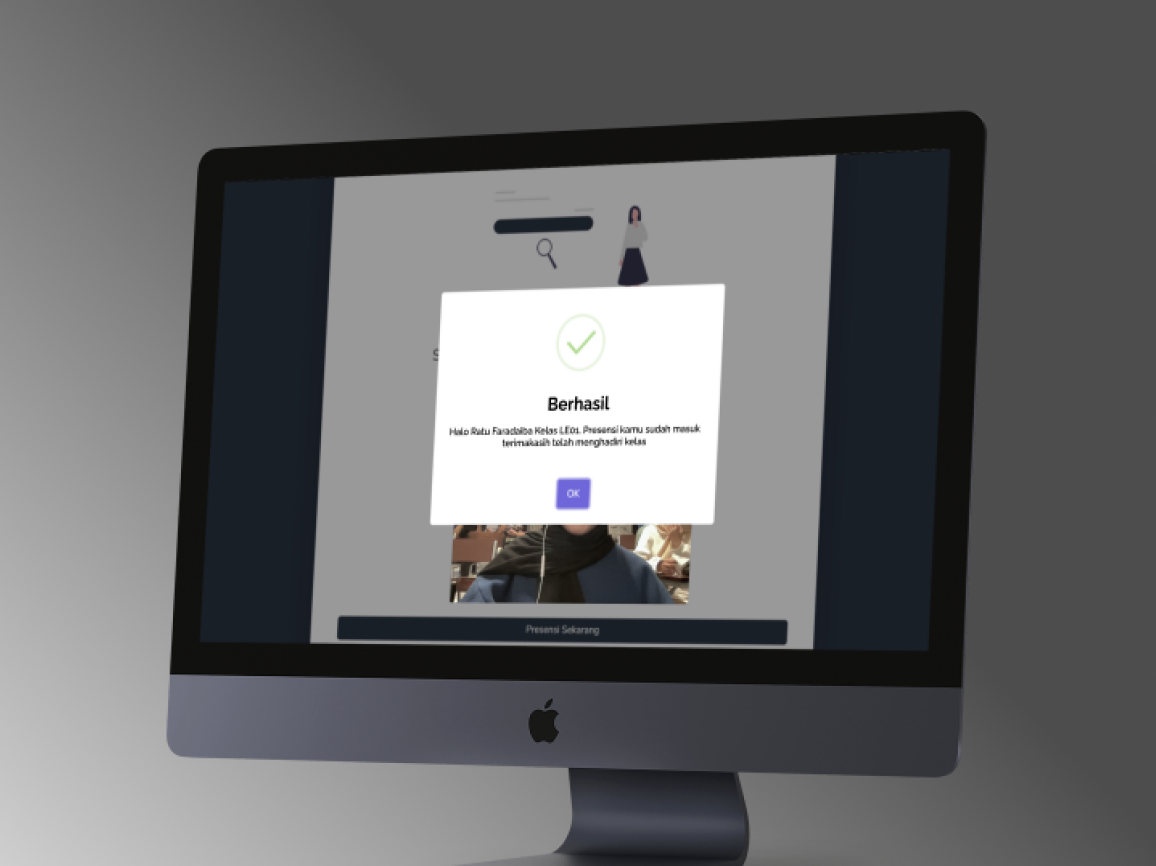 S
Berhasil
Halo Ratu Faradaiba Kelas LE01. Presensi kamu sudah masuk
terimakasih telah menghadiri kelas
OK
Presensi Sekarang